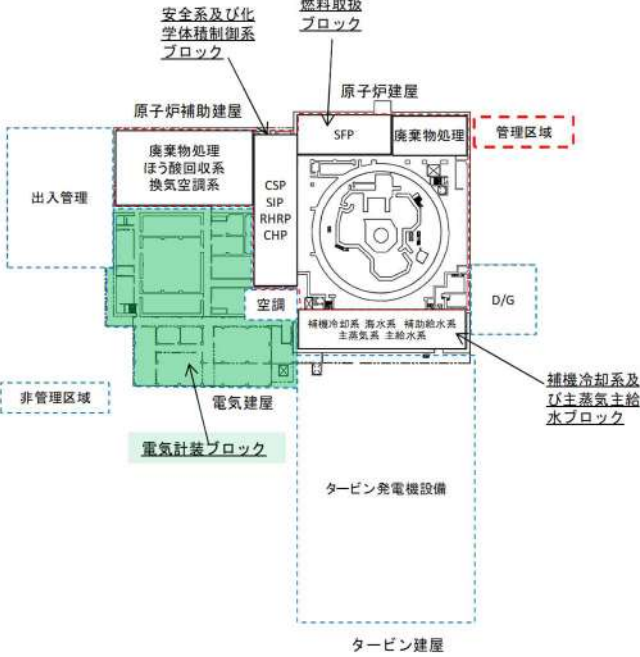 燃料取扱
ブロック
安全系及び化
学体積制御系
ブロック
原子炉建屋
原子炉補助建屋
SFP
廃棄物処理
管理区域
廃棄物処理
ほう酸回収系
換気空調系
出入管理
CSP
SIP
RHRP
CHP
空調
D/G
補機冷却系 海水系 補助給水系
主蒸気系 主給水系
補機冷却系及
び主蒸気主給
水ブロック
非管理区域
電気建屋
電気計装ブロック
タービン発電機設備
タービン建屋